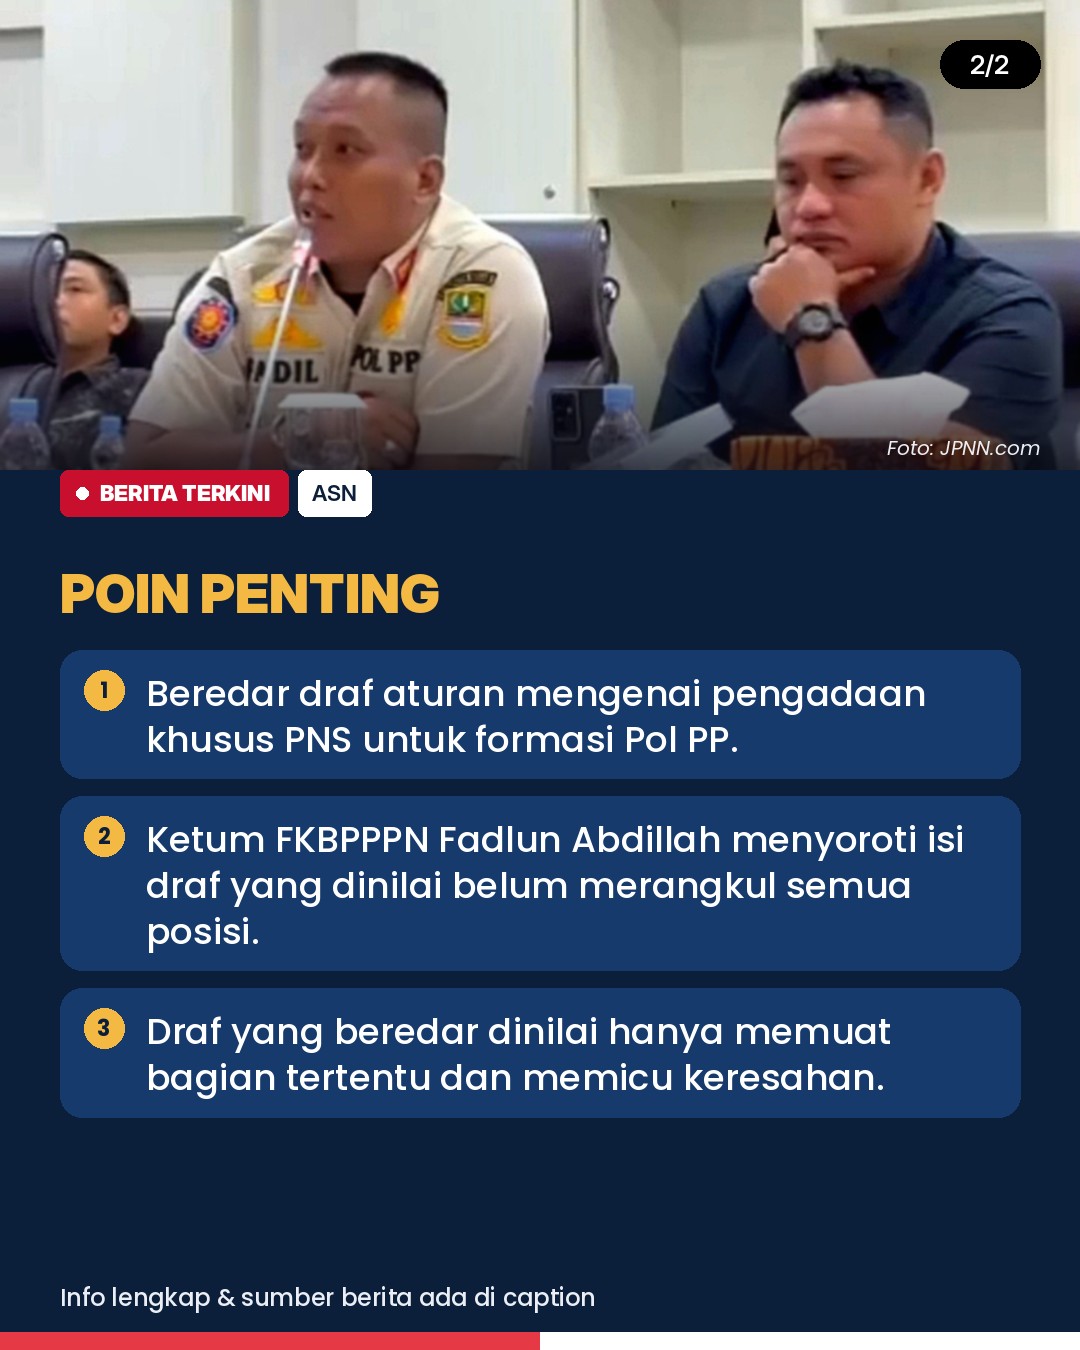 2/2
POL PP
Foto: JPNN.com
BERITA TERKINI
ASN
POIN PENTING
1
Beredar draf aturan mengenai pengadaan
khusus PNS untuk formasi Pol PP.
2
Ketum FKBPPPN Fadlun Abdillah menyoroti isi
draf yang dinilai belum merangkul semua
posisi.
3
Draf yang beredar dinilai hanya memuat
bagian tertentu dan memicu keresahan.
Info lengkap & sumber berita ada di caption